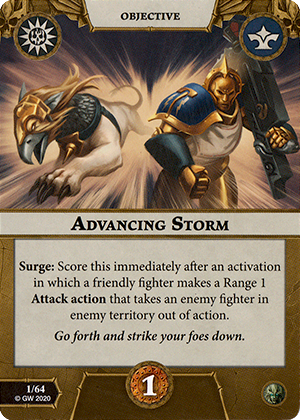 OBJECTIVE
ADVANCING STORM
Surge: Score this immediately after an activation
in which a friendly fighter makes a Range 1
Attack action that takes an enemy fighter in
enemy territory out of action.
Go forth and strike your foes down.
1/64
© GW 2020
1